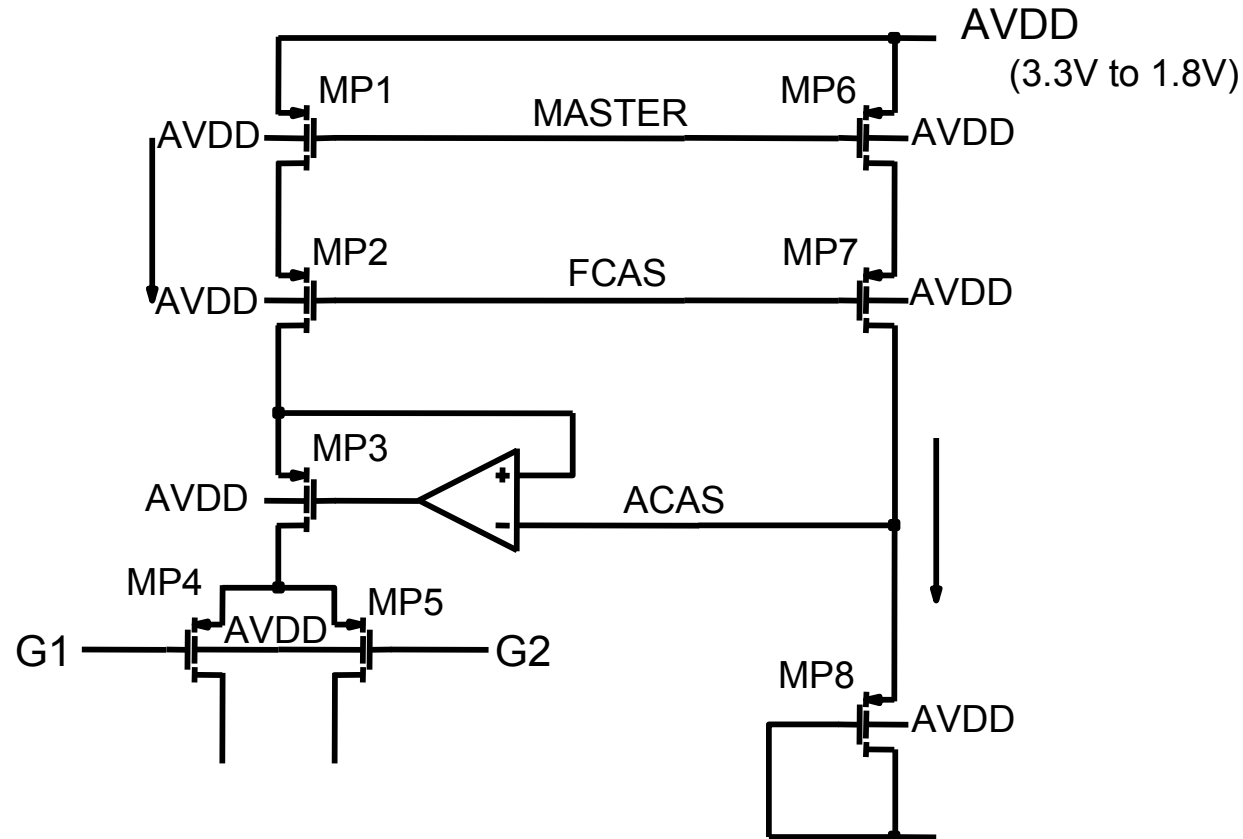 AVDD
(3.3V to 1.8V)
MP1
MP6
MASTER
AVDD
AVDD
MP2
MP7
FCAS
AVDD
AVDD
MP3
AVDD
ACAS
+
−
MP4
MP5
AVDD
G1
G2
MP8
AVDD